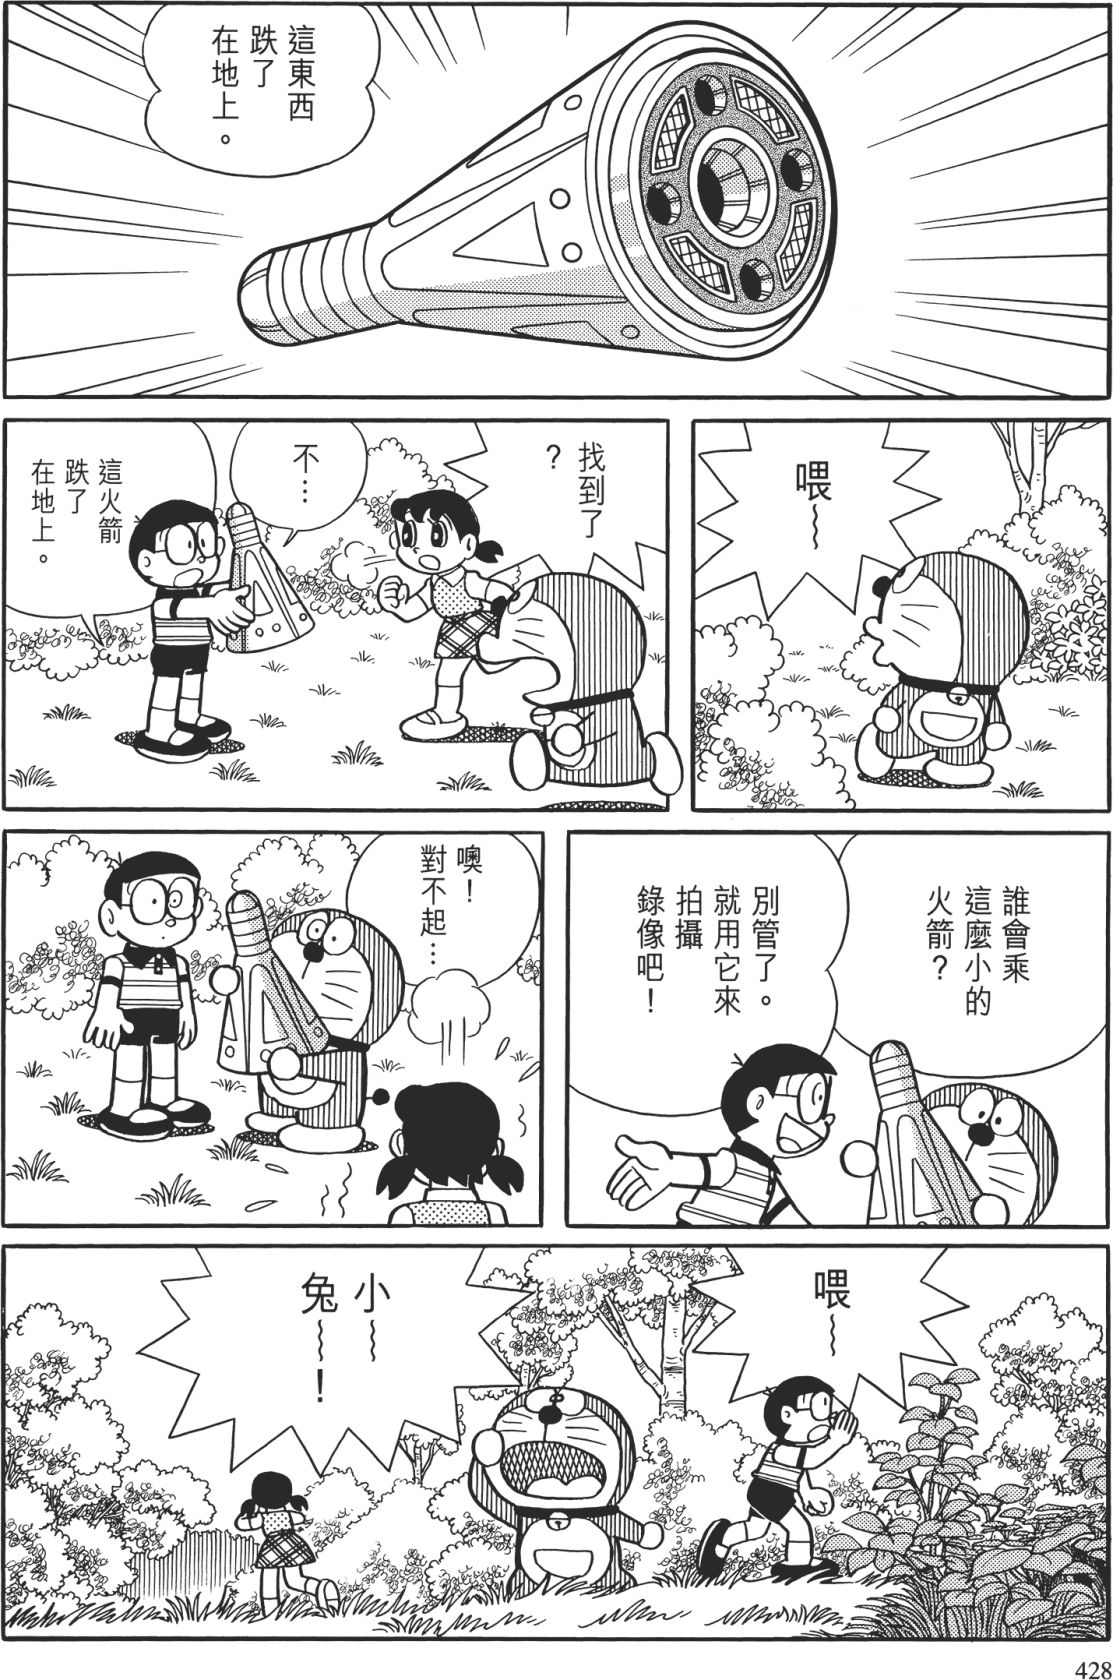 這東西
跌了
在地上。
喂~
找到了
?
不…
這火箭
跌了
在地上。
誰會乘
這麼小的
火箭?
別管了。
就用它來
拍攝
錄像吧!
噢!
對不起…
喂~
小~
兔~!
428